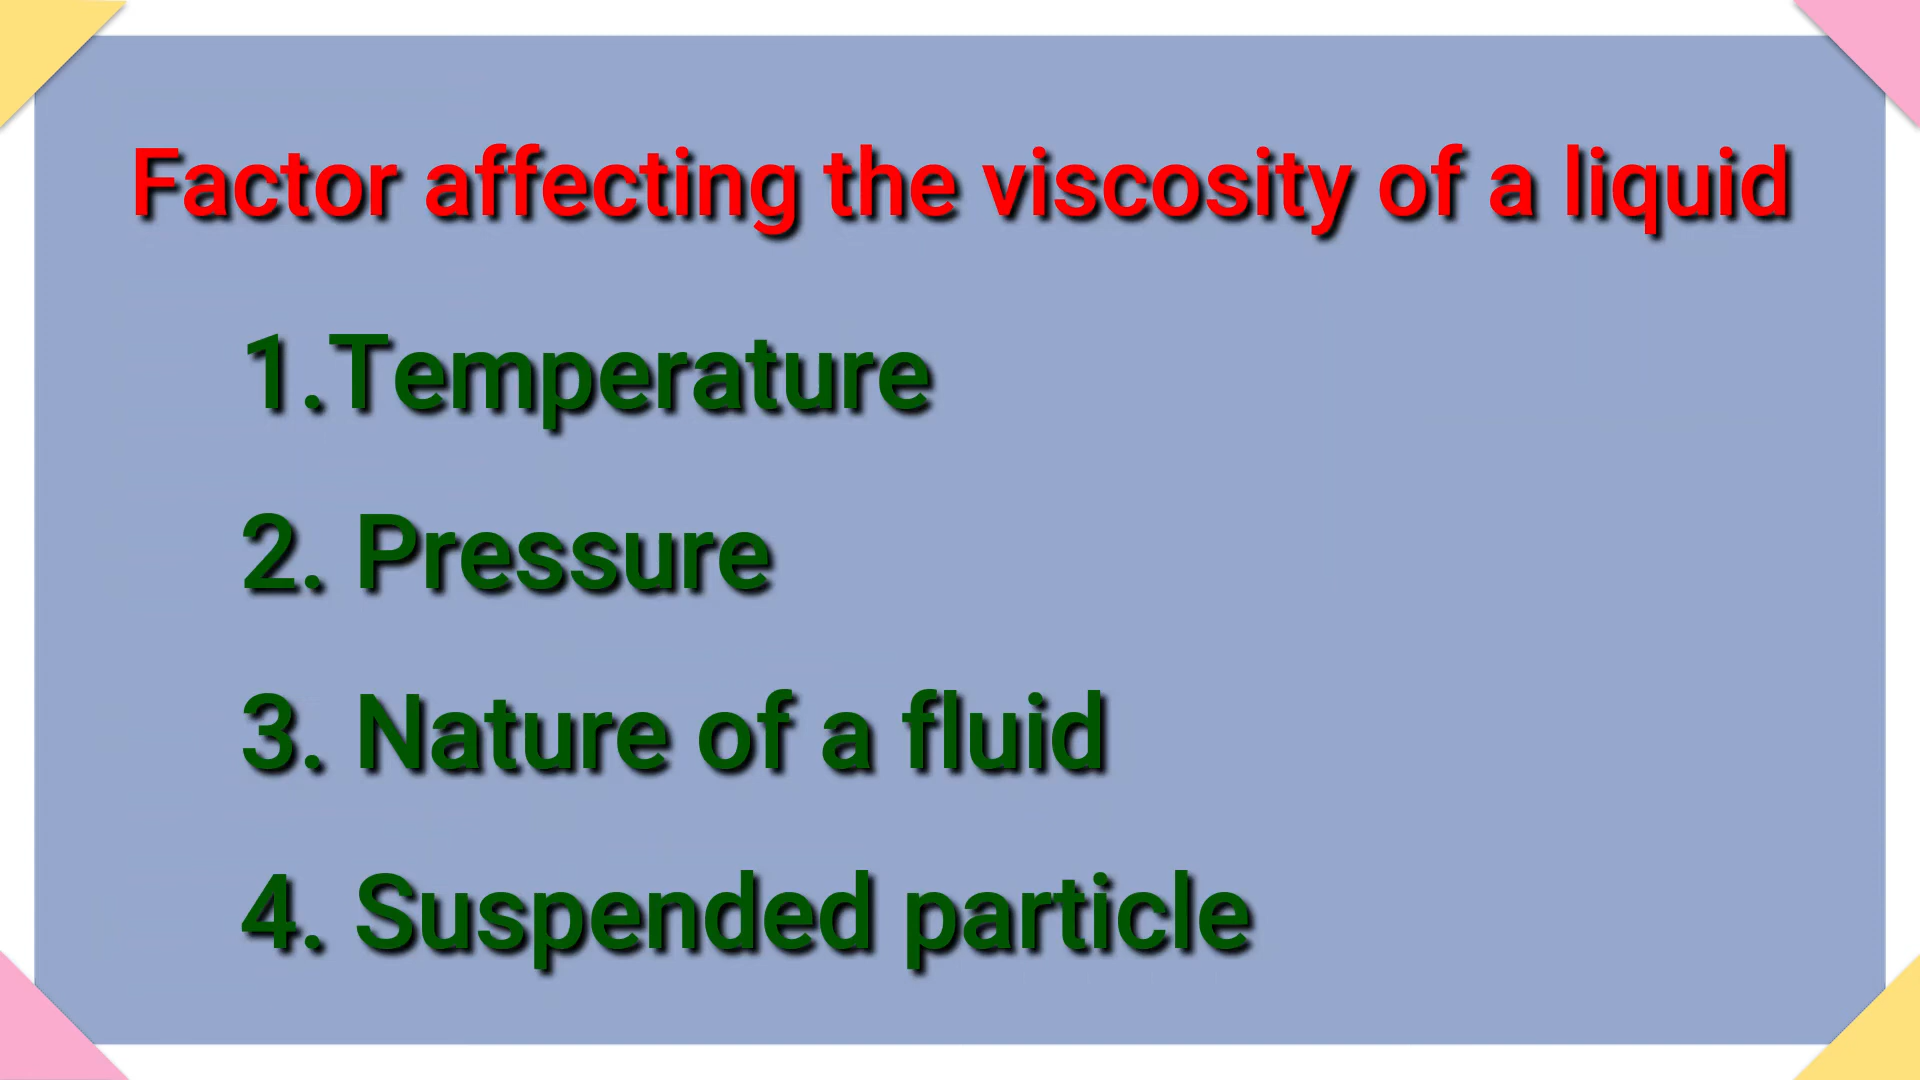 Factor affecting the viscosity of a liquid
1.Temperature
2. Pressure
3. Nature of a fluid
4. Suspended particle